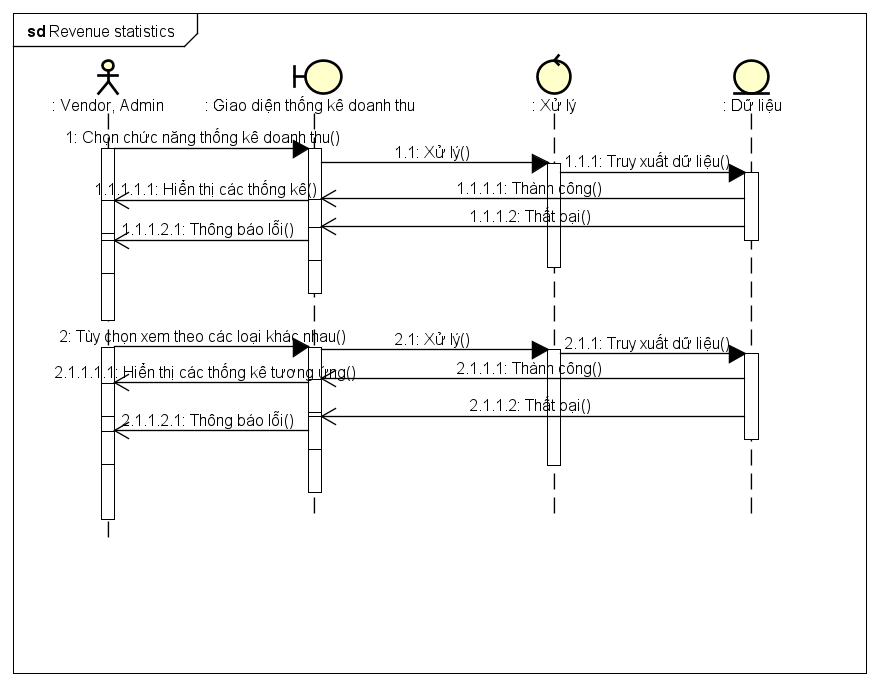 sd Revenue statistics
: Vendor, Admin
: Giao diện thống kê doanh thu
: Xử lý
: Dữ liệu
1: Chọn chức năng thống kê doanh thu()
1.1: Xử lý()
1.1.1: Truy xuất dữ liệu()
1.1.1.1.1: Hiển thị các thống kê()
1.1.1.1: Thành công()
1.1.1.2: Thất bại()
1.1.1.2.1: Thông báo lỗi()
2: Tùy chọn xem theo các loại khác nhau()
2.1: Xử lý()
2.1.1: Truy xuất dữ liệu()
2.1.1.1.1: Hiển thị các thống kê tương ứng()
2.1.1.1: Thành công()
2.1.1.2: Thất bại()
2.1.1.2.1: Thông báo lỗi()